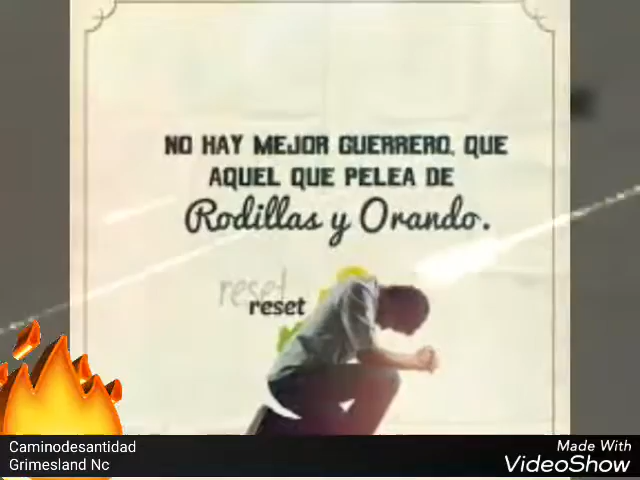 NO HAY MEJOR GUERRERO, QUE
AQUEL QUE PELEA DE
Rodillas y Orando.
reset
reset
Caminodesantidad
Grimesland Nc
Made With
VideoShow